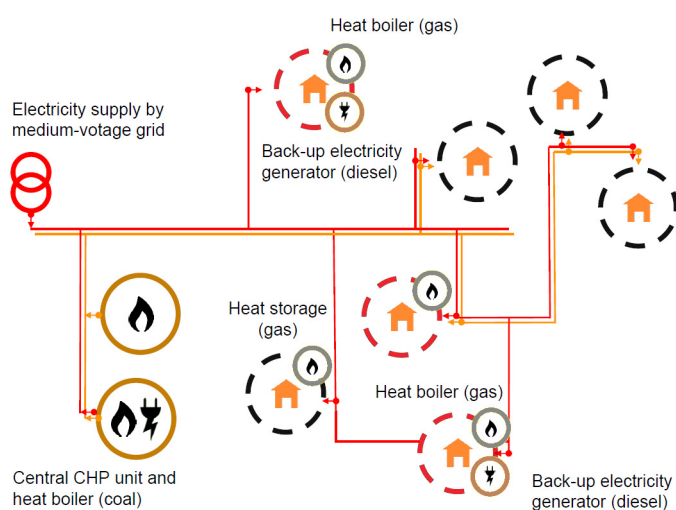 Heat boiler (gas)
Electricity supply by
medium-votage grid
Back-up electricity
generator (diesel)
Heat storage
(gas)
Heat boiler (gas)
Central CHP unit and
heat boiler (coal)
Back-up electricity
generator (diesel)